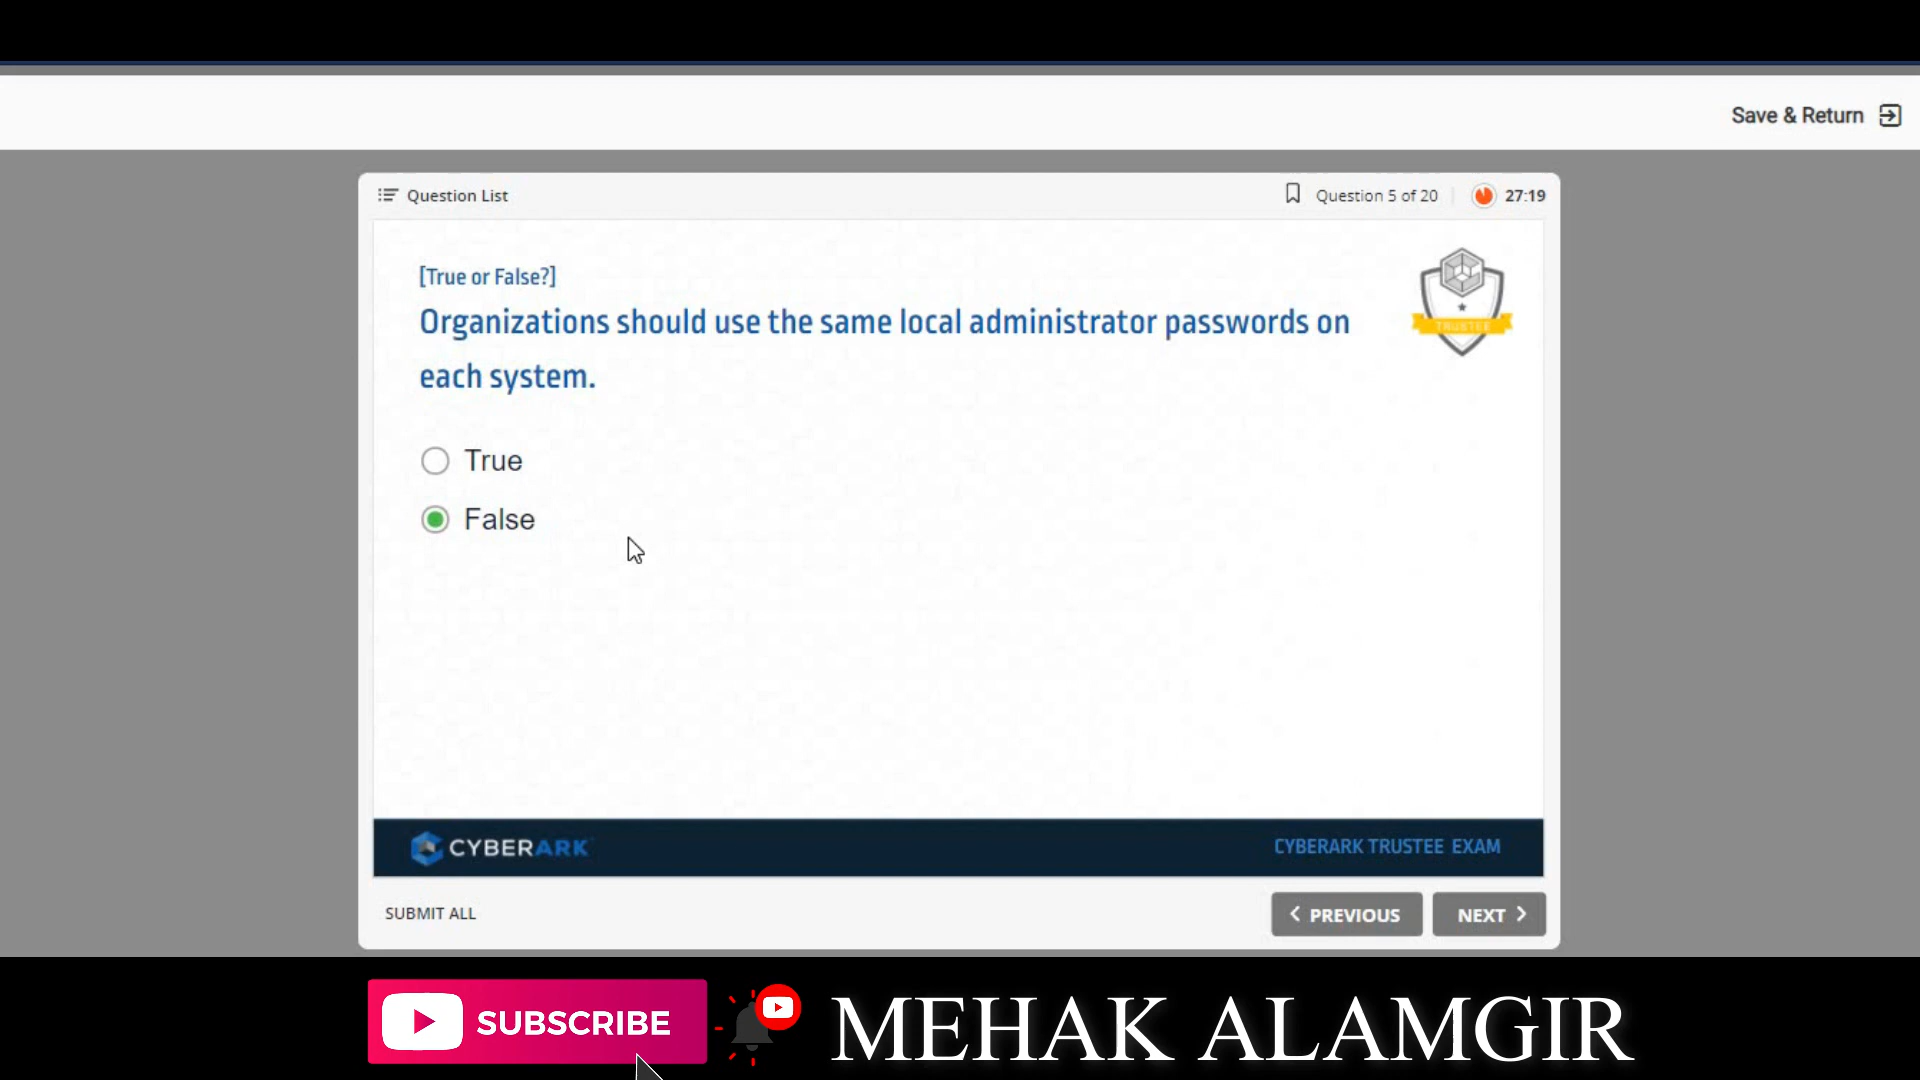 Save & Return
Question List
Question 5 of 20
27:19
[True or False?]
Organizations should use the same local administrator passwords on
each system.
TRUSTEE
True
False
CYBERARK
CYBERARK TRUSTEE EXAM
SUBMIT ALL
PREVIOUS
NEXT
SUBSCRIBE
MEHAK ALAMGIR